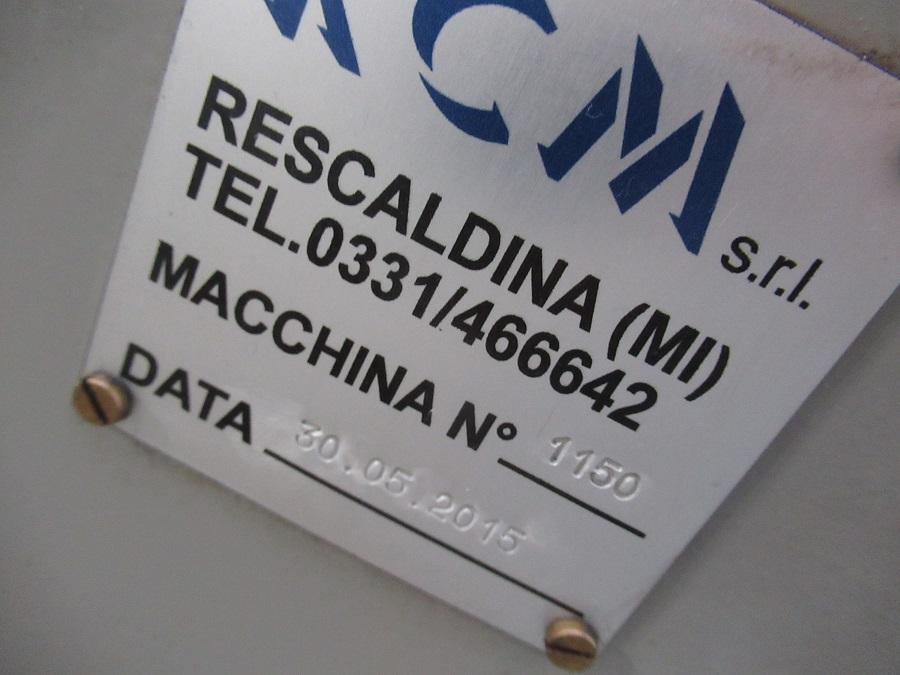 MCM s.r.l.
RESCALDINA (MI)
TEL.0331/466642
MACCHINA N° 1150
DATA 30.05.2015